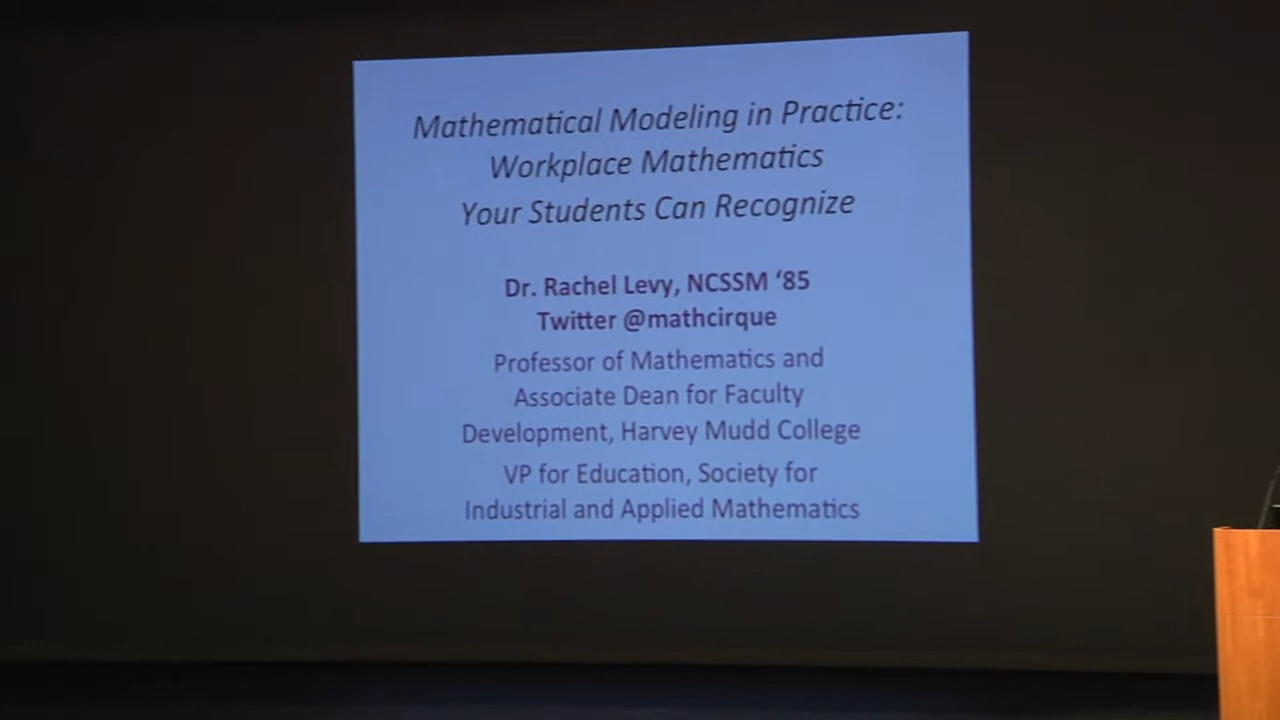 Mathematical Modeling in Practice:
Workplace Mathematics
Your Students Can Recognize
Dr. Rachel Levy, NCSSM ‘85
Twitter @mathcirque
Professor of Mathematics and
Associate Dean for Faculty
Development, Harvey Mudd College
VP for Education, Society for
Industrial and Applied Mathematics